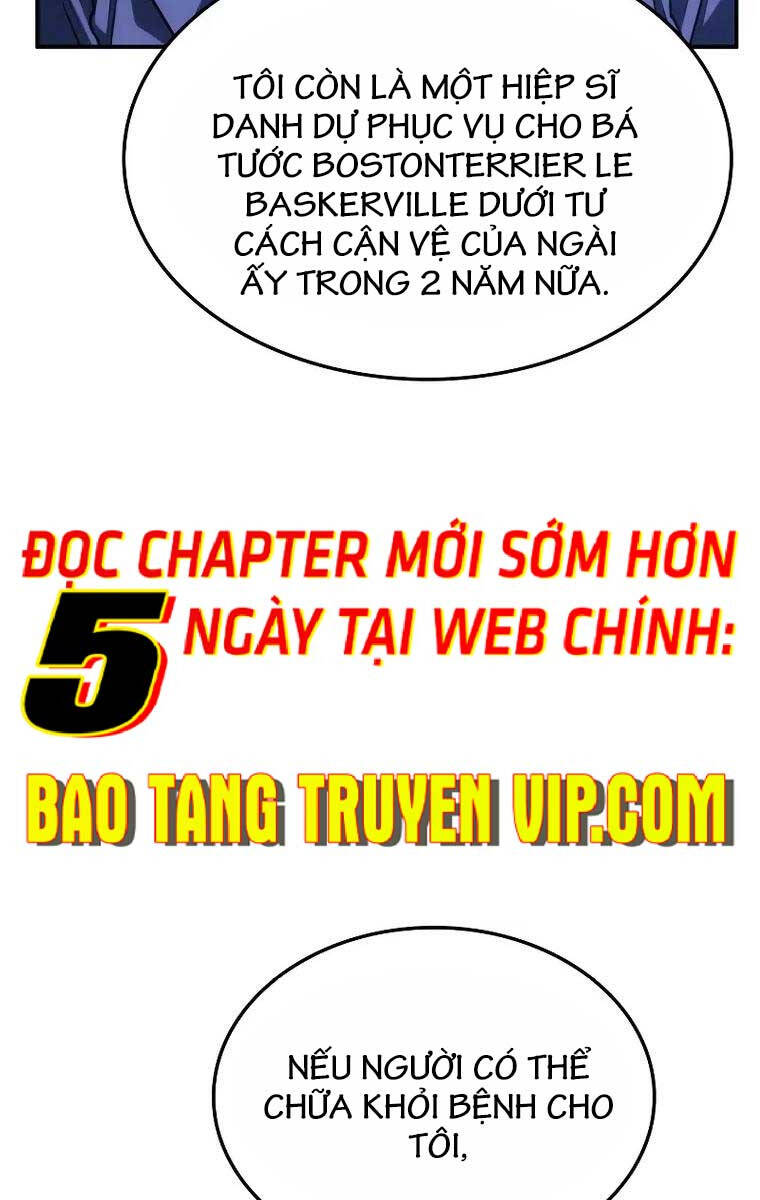 TÔI CÒN LÀ MỘT HIỆP SĨ
DANH DỰ PHỤC VỤ CHO BÁ
TƯỚC BOSTONTERRIER LE
BASKERVILLE DƯỚI TƯ
CÁCH CẬN VỆ CỦA NGÀI
ẤY TRONG 2 NĂM NỮA.
ĐỌC CHAPTER MỚI SỚM HƠN
5 NGÀY TẠI WEB CHÍNH:
BAO TANG TRUYEN VIP.COM
NẾU NGƯỜI CÓ THỂ
CHỮA KHỎI BỆNH CHO
TÔI,